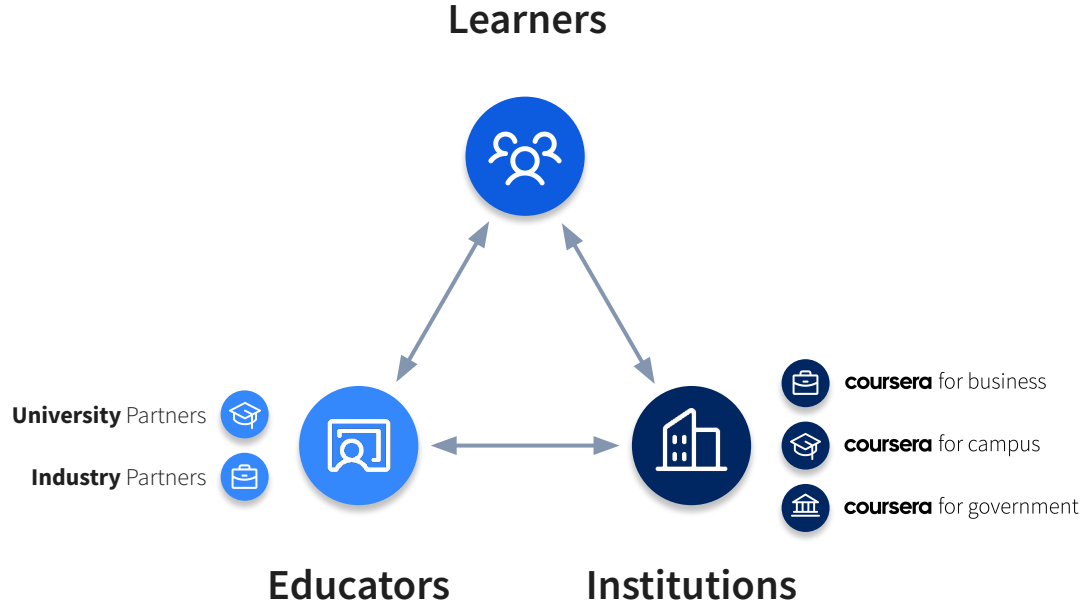 Learners
University Partners
Industry Partners
coursera for business
coursera for campus
coursera for government
Educators
Institutions